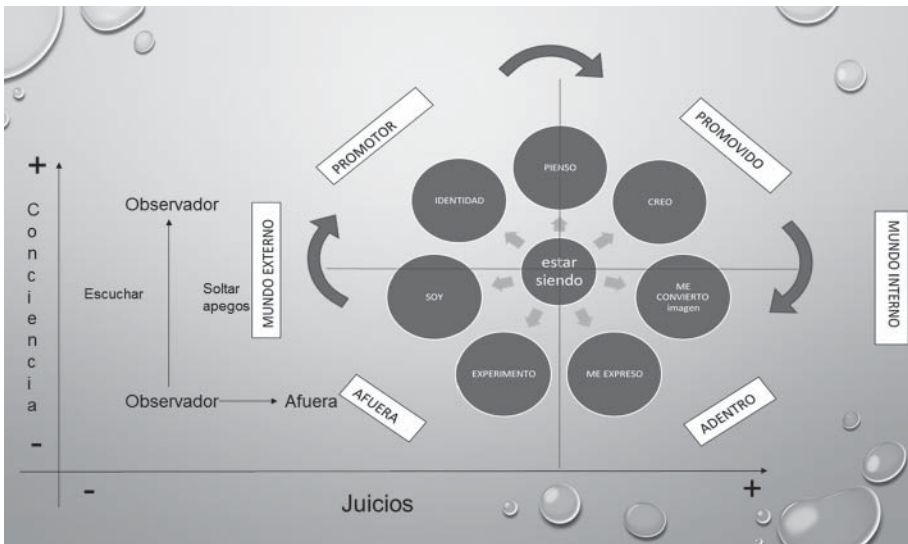 PROMOTOR
PROMOVIDO
PIENSO
IDENTIDAD
CREO
+
Conciencia
-
Observador
Escuchar
Soltar
apegos
Observador
Afuera
MUNDO EXTERNO
estar
siendo
SOY
ME
CONVIERTO
imagen
MUNDO INTERNO
EXPERIMENTO
ME EXPRESO
AFUERA
ADENTRO
-
Juicios
+